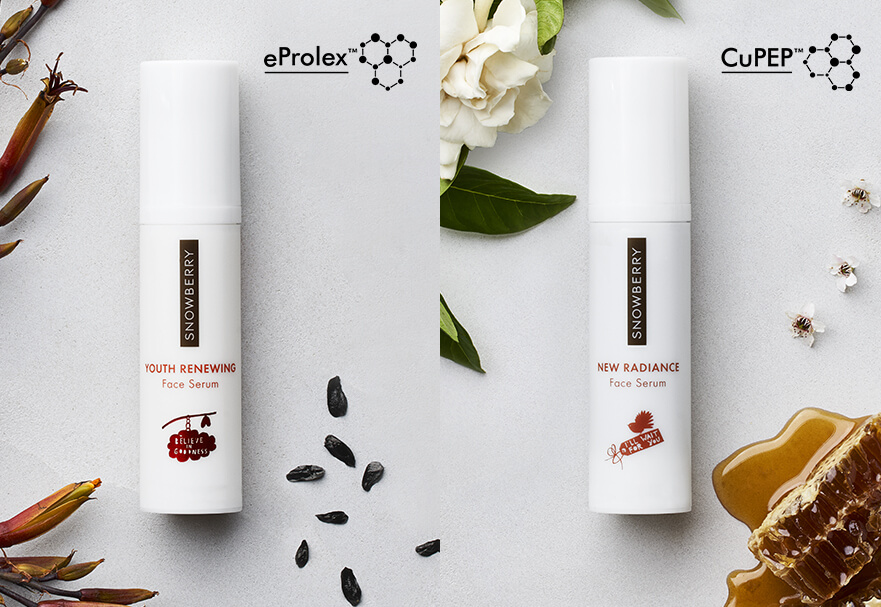 eProlex™
SNOWBERRY
YOUTH RENEWING
Face Serum
BELIEVE
IN
GOODNESS
CuPEP™
SNOWBERRY
NEW RADIANCE
Face Serum
I'LL WAIT
FOR YOU